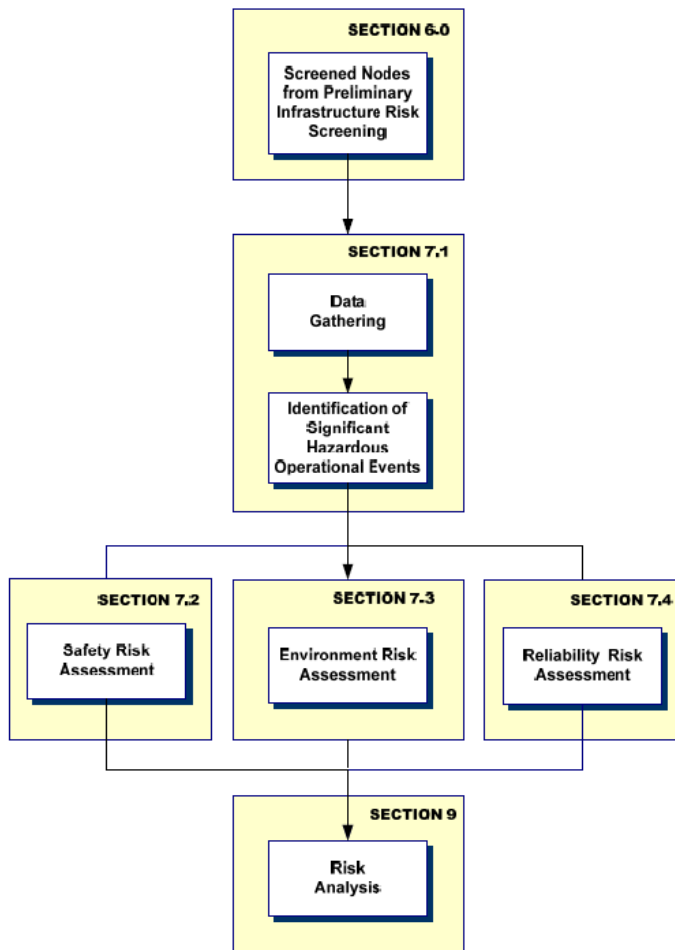 SECTION 6.0
Screened Nodes
from Preliminary
Infrastructure Risk
Screening
SECTION 7.1
Data
Gathering
Identification of
Significant
Hazardous
Operational Events
SECTION 7.2
Safety Risk
Assessment
SECTION 7.3
Environment Risk
Assessment
SECTION 7.4
Reliability Risk
Assessment
SECTION 9
Risk
Analysis